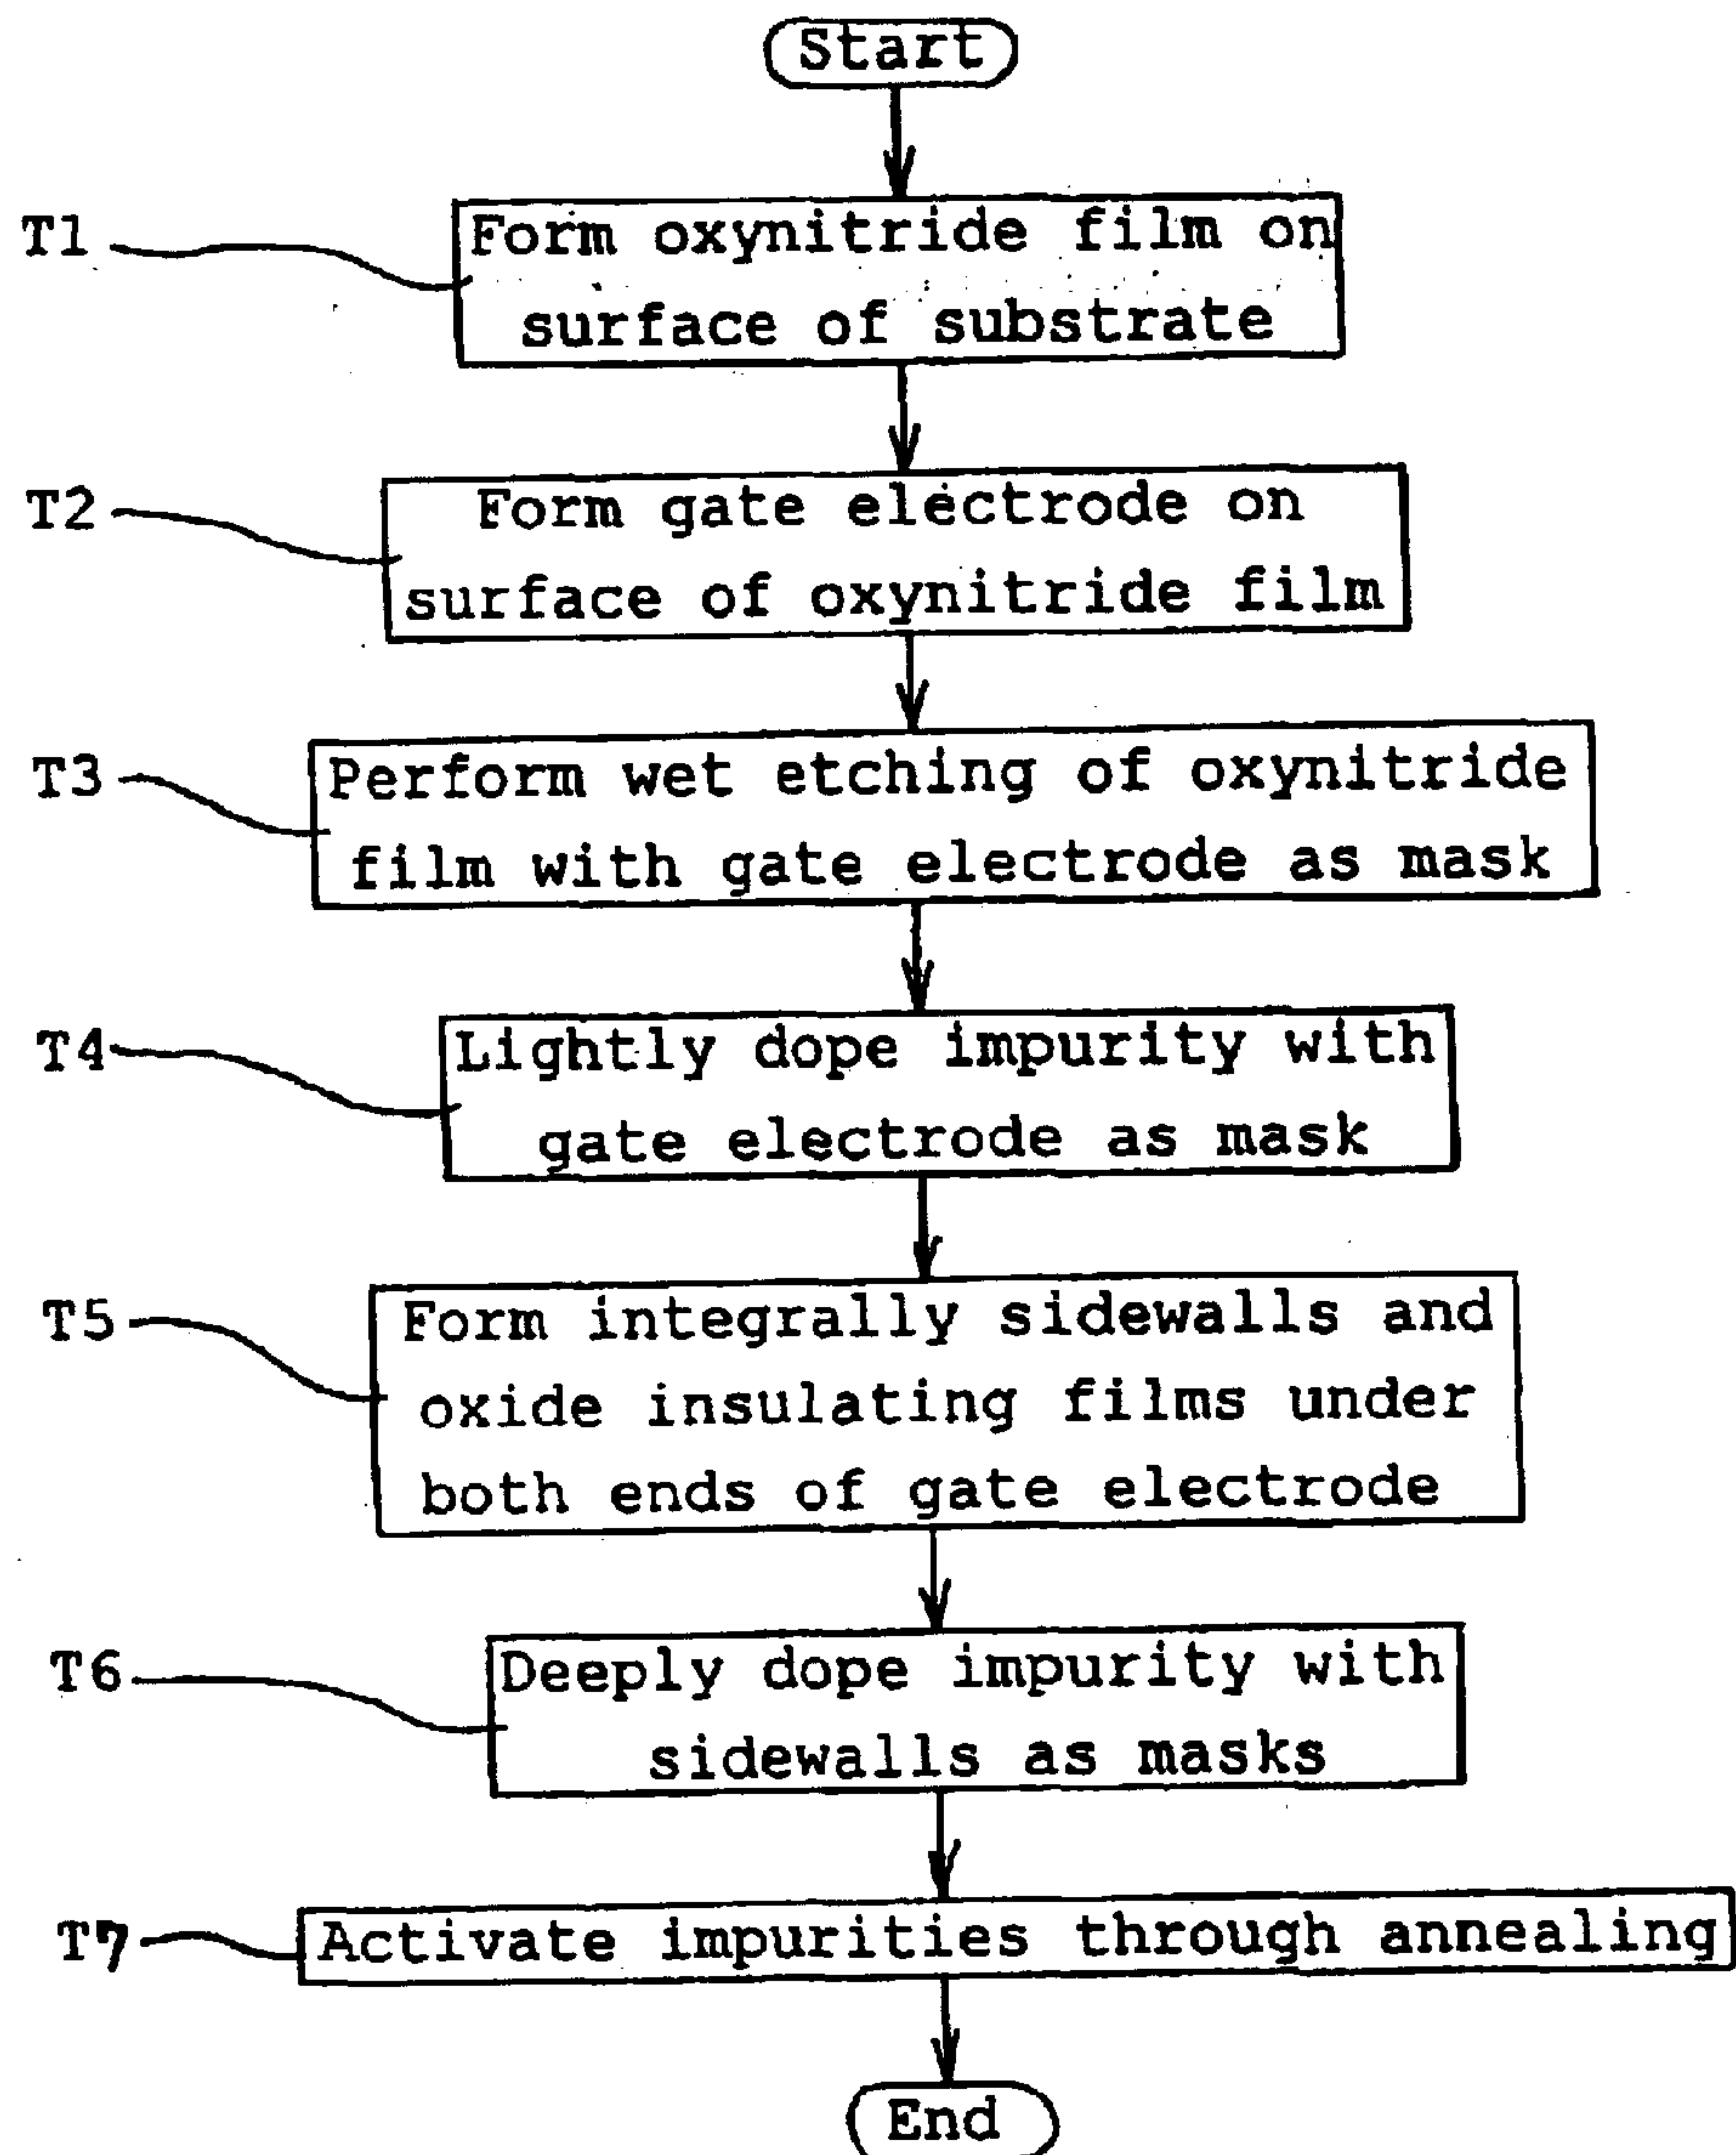 Start
T1
Form oxynitride film on
surface of substrate
T2
Form gate electrode on
surface of oxynitride film
T3
Perform wet etching of oxynitride
film with gate electrode as mask
T4
Lightly dope impurity with
gate electrode as mask
T5
Form integrally sidewalls and
oxide insulating films under
both ends of gate electrode
T6
Deeply dope impurity with
sidewalls as masks
T7
Activate impurities through annealing
End